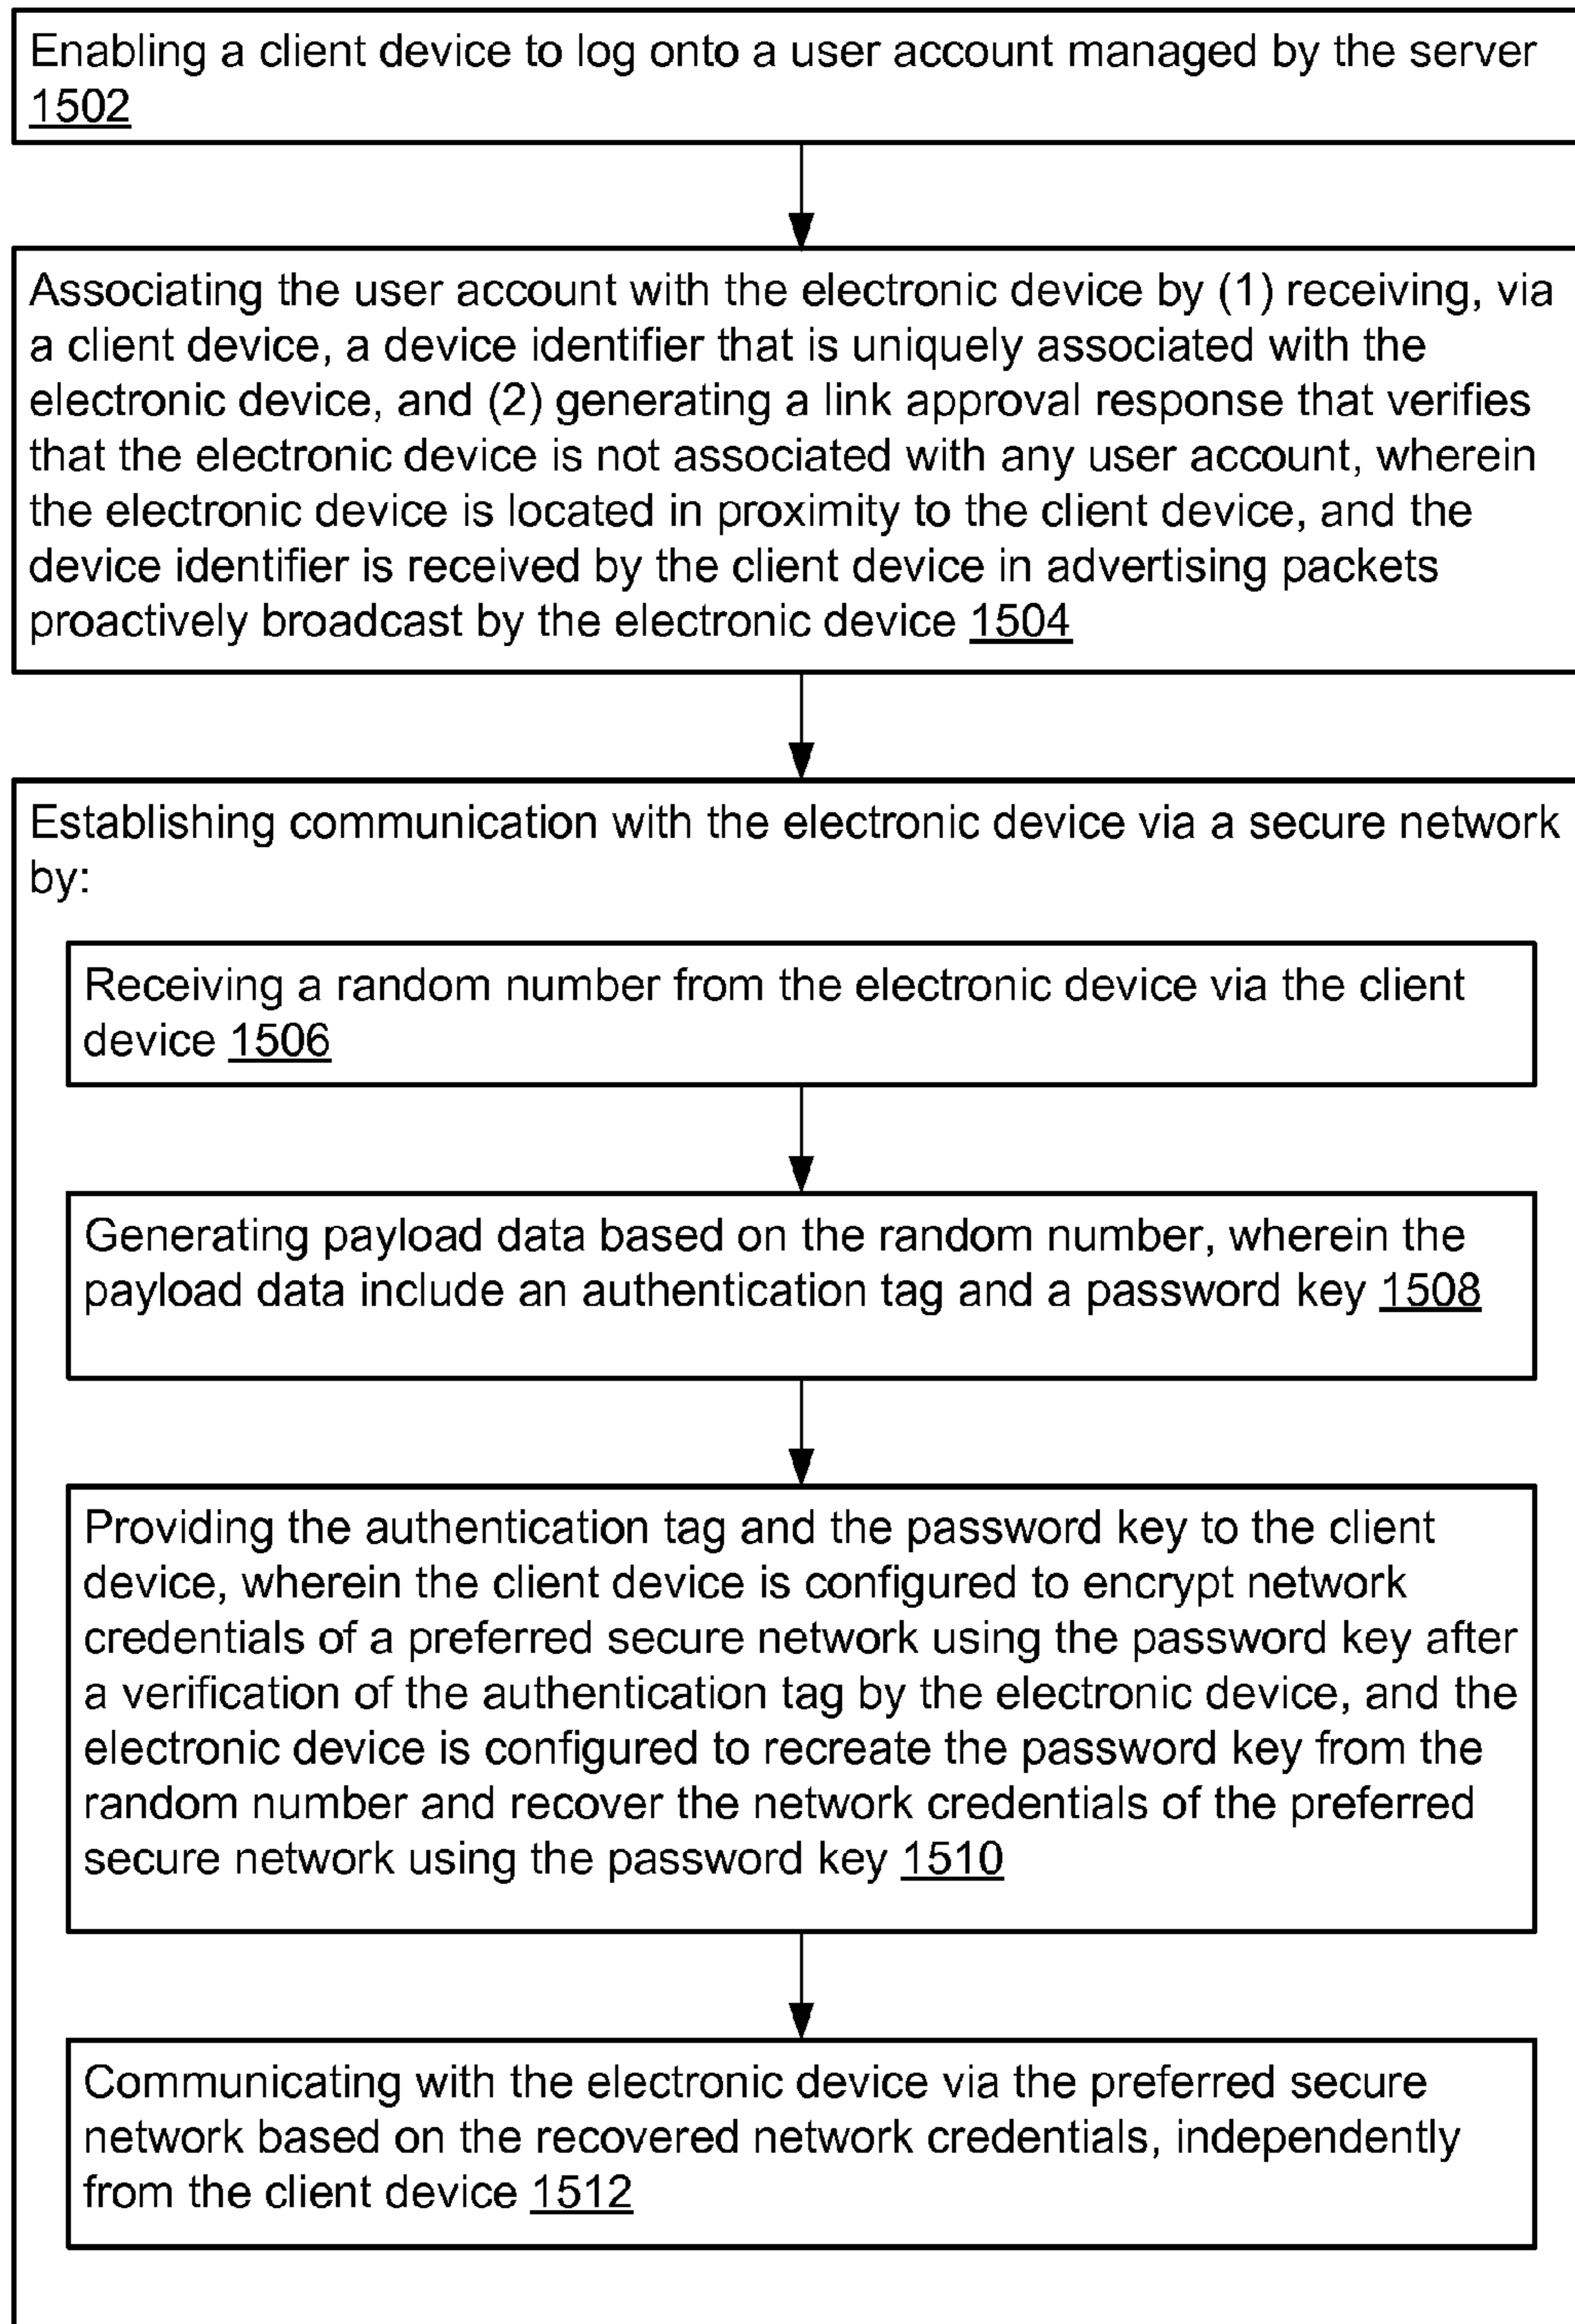 Enabling a client device to log onto a user account managed by the server
1502
Associating the user account with the electronic device by (1) receiving, via
a client device, a device identifier that is uniquely associated with the
electronic device, and (2) generating a link approval response that verifies
that the electronic device is not associated with any user account, wherein
the electronic device is located in proximity to the client device, and the
device identifier is received by the client device in advertising packets
proactively broadcast by the electronic device 1504
Establishing communication with the electronic device via a secure network
by:
Receiving a random number from the electronic device via the client
device 1506
Generating payload data based on the random number, wherein the
payload data include an authentication tag and a password key 1508
Providing the authentication tag and the password key to the client
device, wherein the client device is configured to encrypt network
credentials of a preferred secure network using the password key after
a verification of the authentication tag by the electronic device, and the
electronic device is configured to recreate the password key from the
random number and recover the network credentials of the preferred
secure network using the password key 1510
Communicating with the electronic device via the preferred secure
network based on the recovered network credentials, independently
from the client device 1512